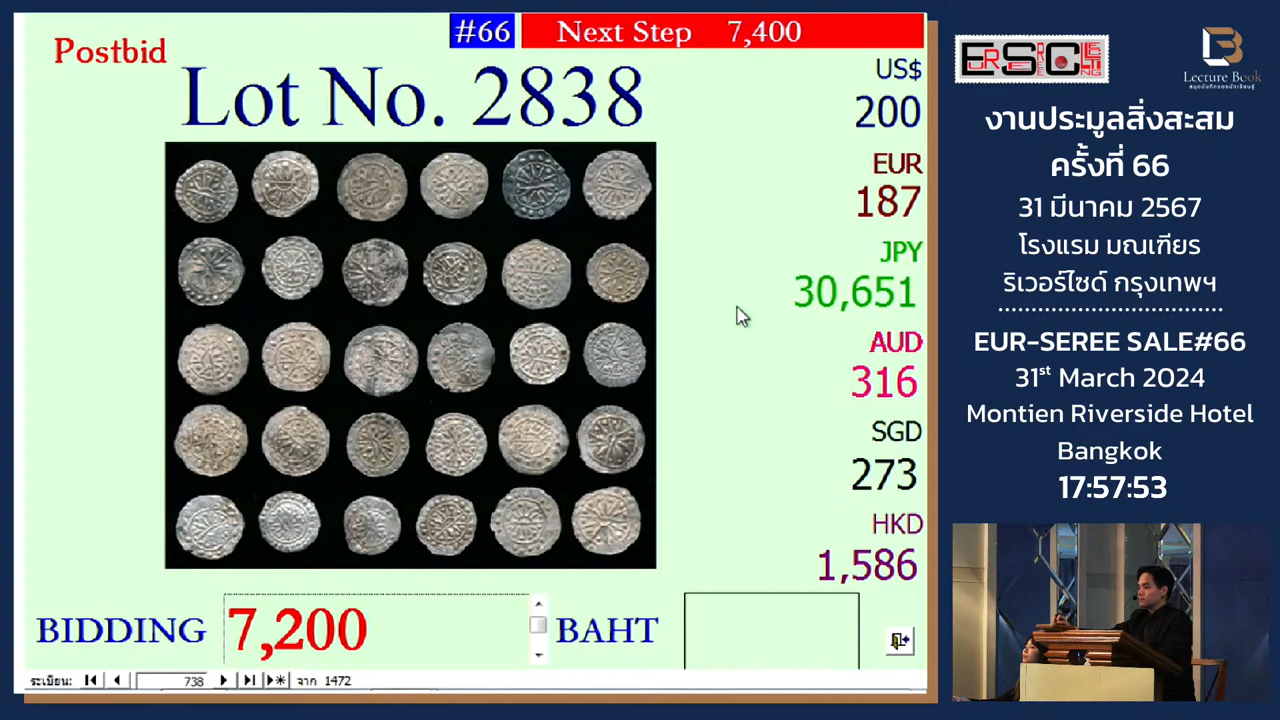 Postbid
#66
Next Step 7,400
Lot No. 2838
US$
200
EUR
187
JPY
30,651
AUD
316
SGD
273
HKD
1,586
BIDDING 7,200 BAHT
ระเบียน: 738 จาก 1472
Lecture Book
งานประมูลสิ่งสะสม
ครั้งที่ 66
31 มีนาคม 2567
โรงแรม มณเฑียร
ริเวอร์ไซด์ กรุงเทพฯ
EUR-SEREE SALE#66
31st March 2024
Montien Riverside Hotel
Bangkok
17:57:53